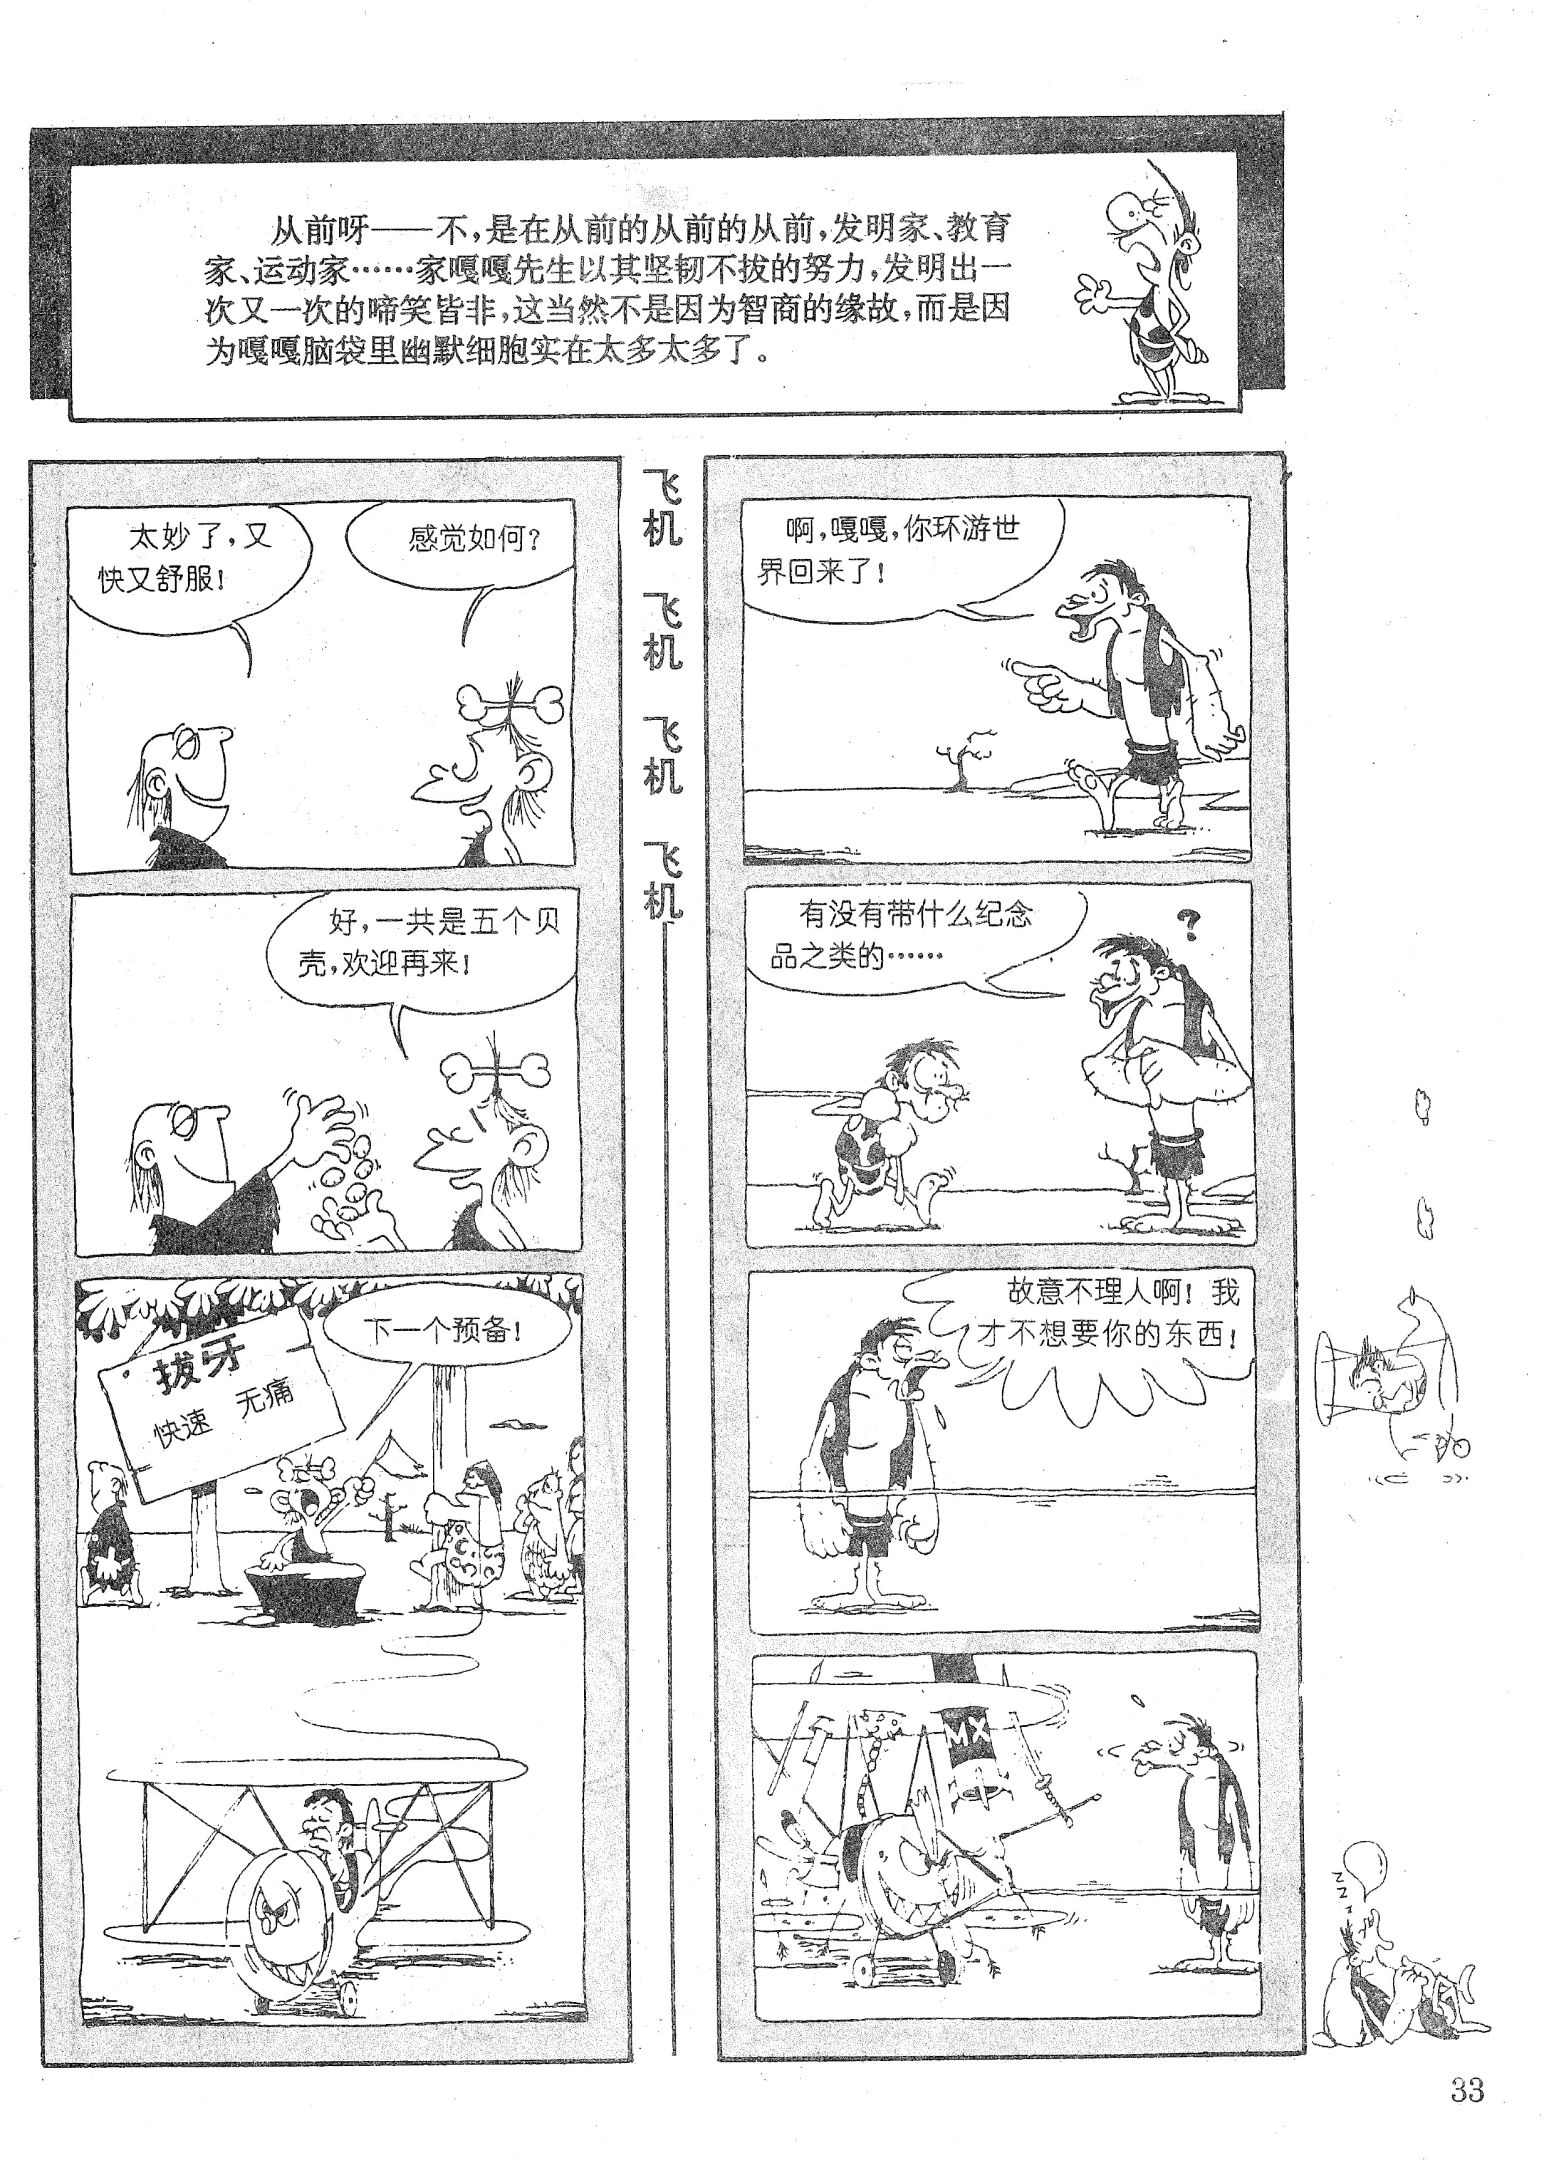 从前呀——不,是在从前的从前的从前,发明家、教育
家、运动家……家嘎嘎先生以其坚韧不拔的努力,发明出一
次又一次的啼笑皆非,这当然不是因为智商的缘故,而是因
为嘎嘎脑袋里幽默细胞实在太多太多了。
太妙了,又
快又舒服!
感觉如何?
好,一共是五个贝
壳,欢迎再来!
下一个预备!
拔牙
快速 无痛
飞机 飞机 飞机 飞机
啊,嘎嘎,你环游世
界回来了!
?
有没有带什么纪念
品之类的……
故意不理人啊!我
才不想要你的东西!
MX
z
z
z
33